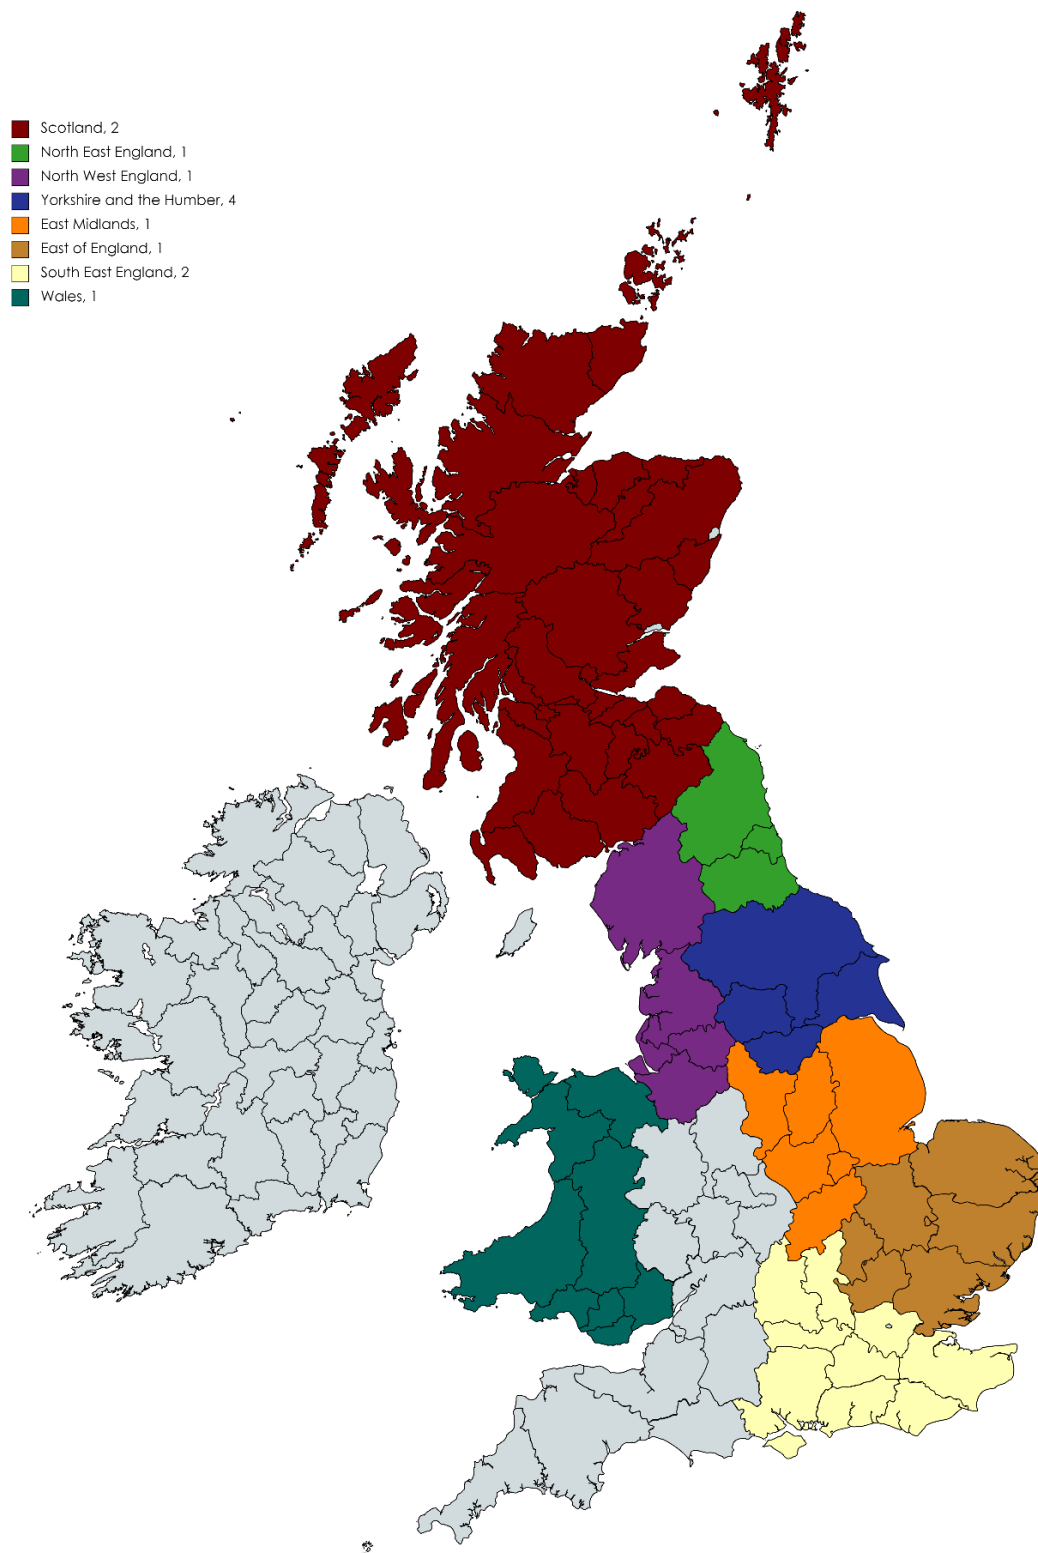 Scotland, 2
North East England, 1
North West England, 1
Yorkshire and the Humber, 4
East Midlands, 1
East of England, 1
South East England, 2
Wales, 1